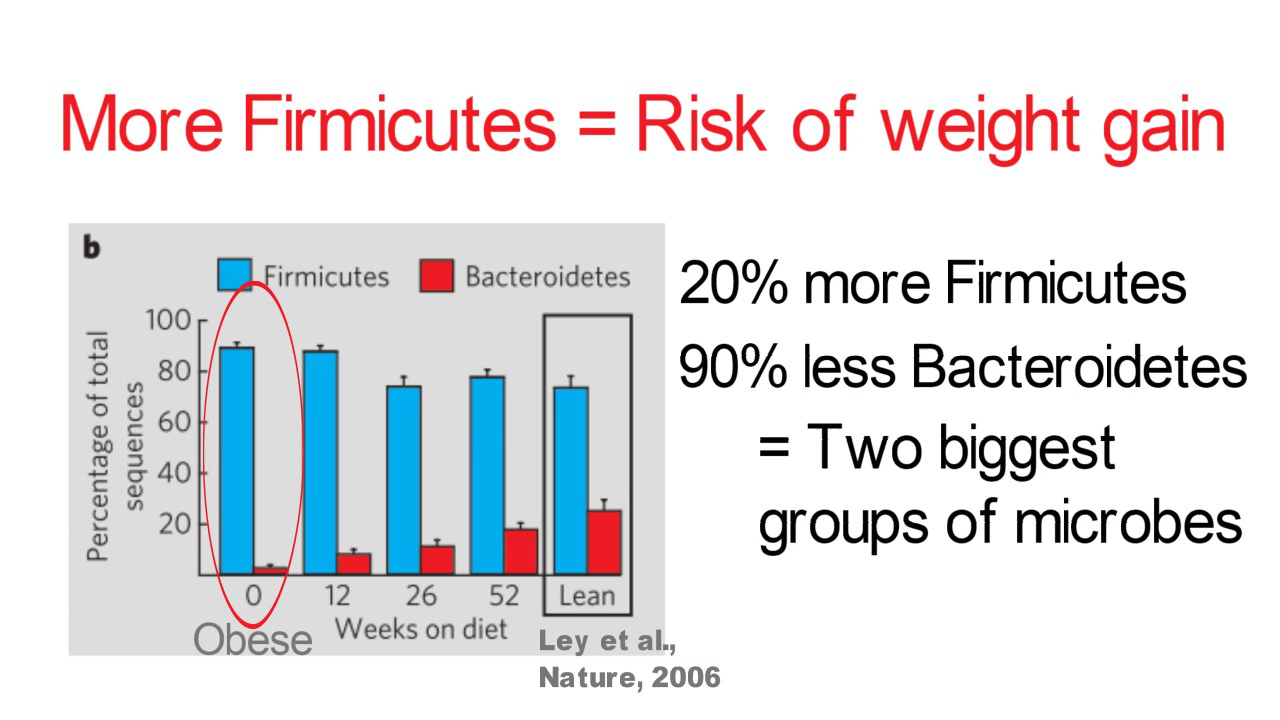 More Firmicutes = Risk of weight gain
b
Firmicutes
Bacteroidetes
Percentage of total
sequences
100
80
60
40
20
0
12
26
52
Lean
Weeks on diet
Obese
Ley et al.,
Nature, 2006
20% more Firmicutes
90% less Bacteroidetes
= Two biggest
groups of microbes